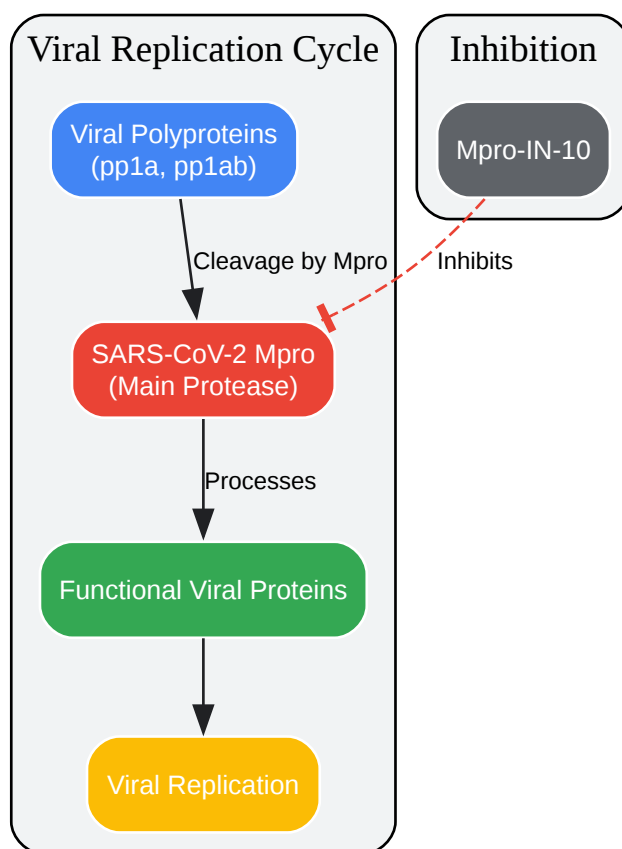 Viral Replication Cycle
Inhibition
Viral Polyproteins
(pp1a, pp1ab)
Mpro-IN-10
Cleavage by Mpro
Inhibits
SARS-CoV-2 Mpro
(Main Protease)
Processes
Functional Viral Proteins
Viral Replication